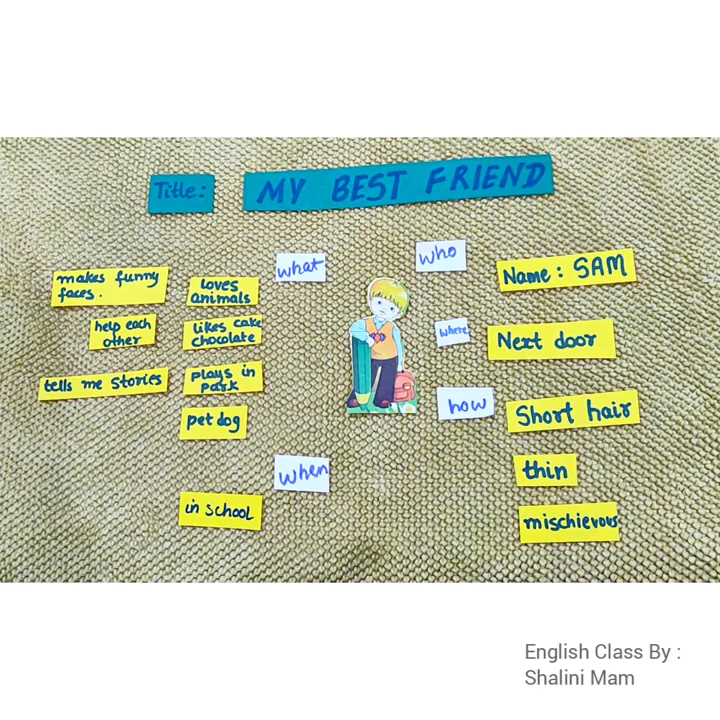 Title:
MY BEST FRIEND
what
who
makes funny
faces.
loves
animals
Name: SAM
help each
other
Likes cake
chocolate
where
Next door
tells me stories
plays in
park
how
Short hair
pet dog
when
thin
in school
mischievous
English Class By :
Shalini Mam